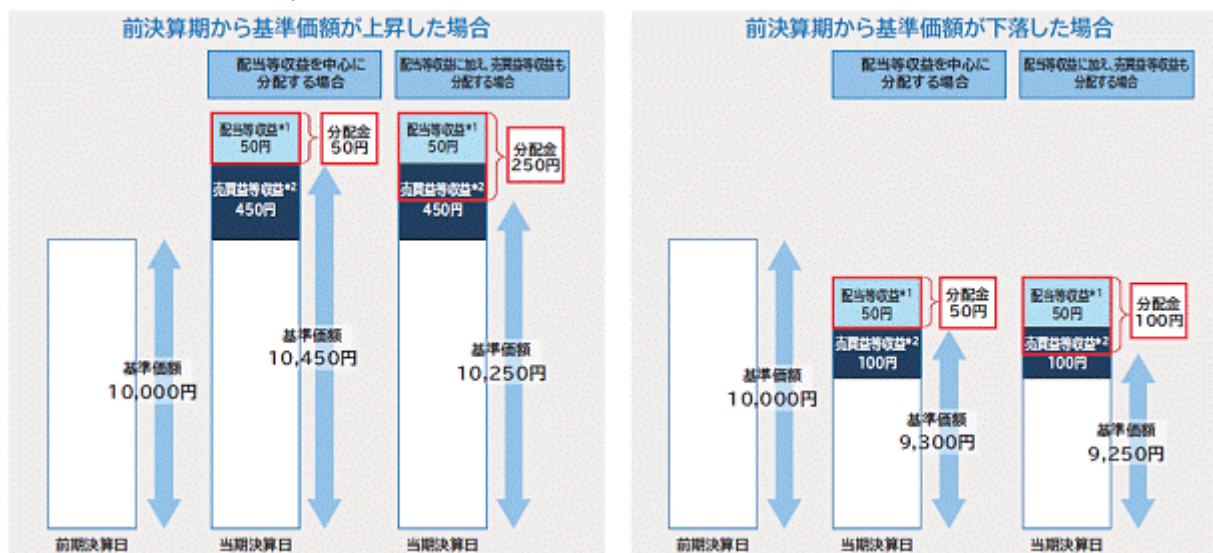 前決算期から基準価額が上昇した場合
配当等収益を中心に
分配する場合
配当等収益に加え、売買益等収益も
分配する場合
配当等収益*1
50円
分配金
50円
売買益等収益*2
450円
配当等収益*1
50円
分配金
250円
売買益等収益*2
450円
基準価額
10,000円
基準価額
10,450円
基準価額
10,250円
前期決算日
当期決算日
当期決算日
前決算期から基準価額が下落した場合
配当等収益を中心に
分配する場合
配当等収益に加え、売買益等収益も
分配する場合
配当等収益*1
50円
分配金
50円
売買益等収益*2
100円
配当等収益*1
50円
分配金
100円
売買益等収益*2
100円
基準価額
10,000円
基準価額
9,300円
基準価額
9,250円
前期決算日
当期決算日
当期決算日